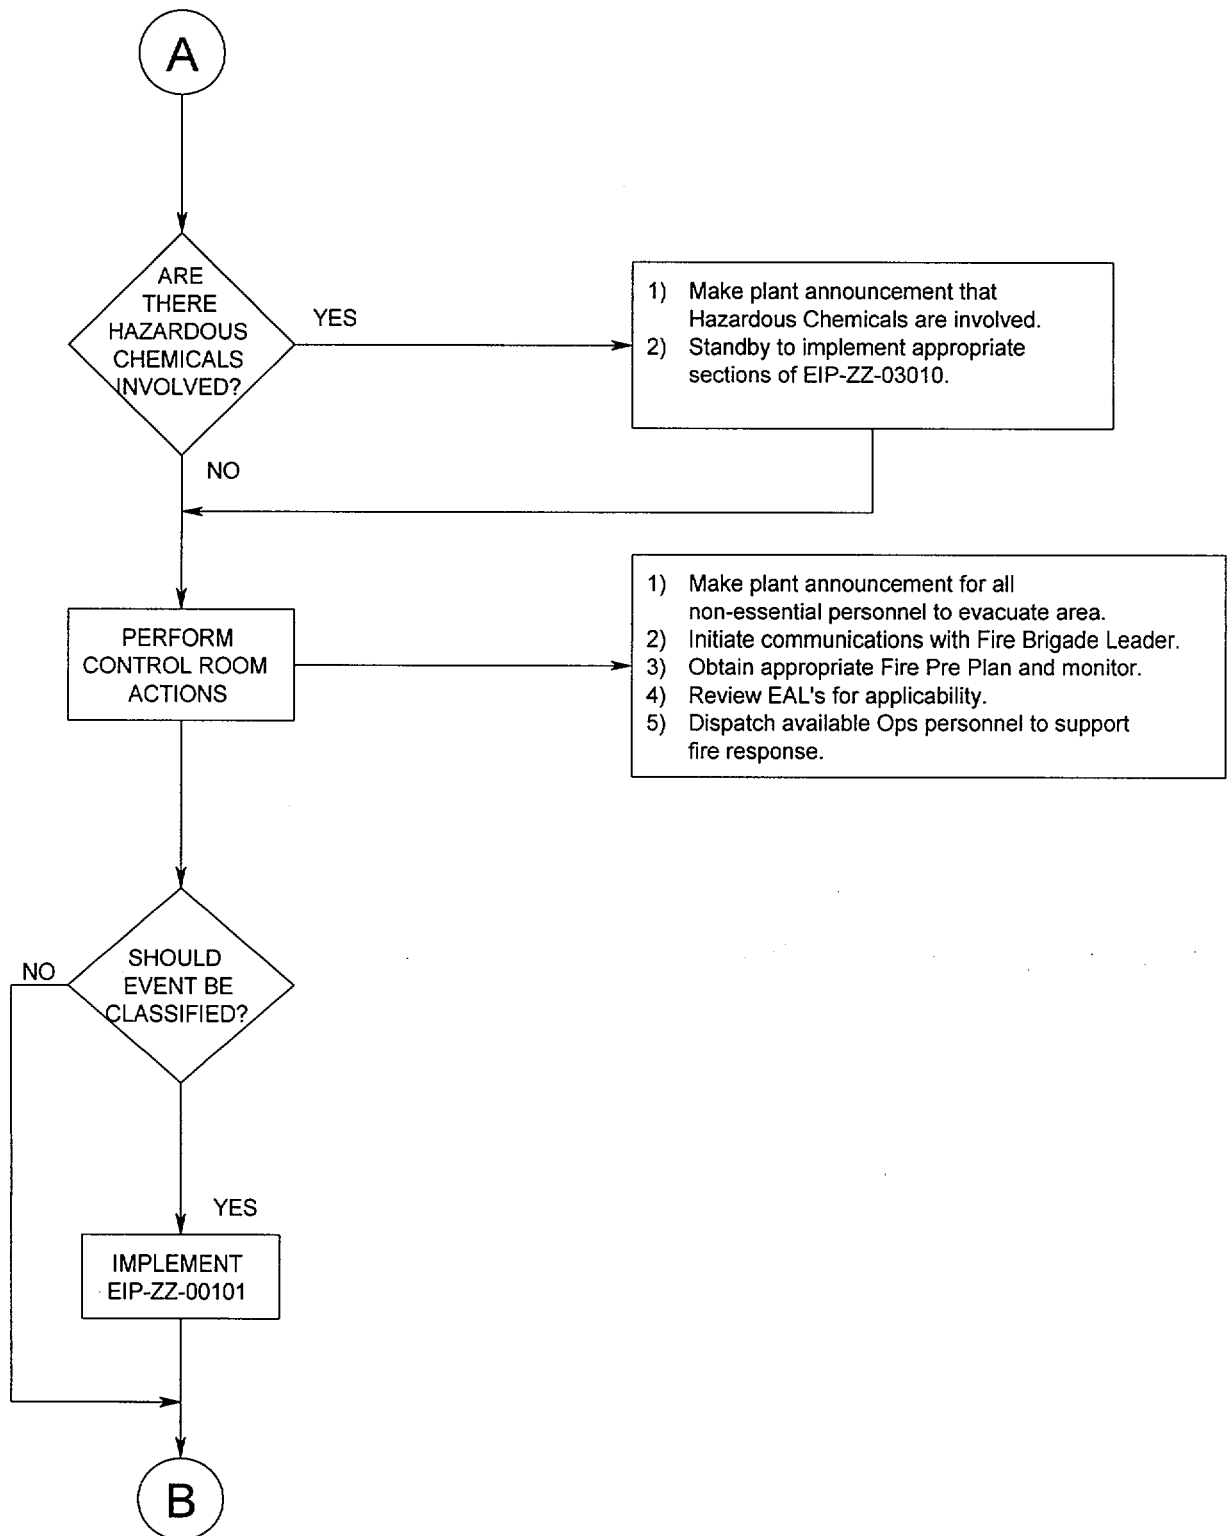 A
ARE
THERE
HAZARDOUS
CHEMICALS
INVOLVED?
YES
1) Make plant announcement that
Hazardous Chemicals are involved.
2) Standby to implement appropriate
sections of EIP-ZZ-03010.
NO
PERFORM
CONTROL ROOM
ACTIONS
1) Make plant announcement for all
non-essential personnel to evacuate area.
2) Initiate communications with Fire Brigade Leader.
3) Obtain appropriate Fire Pre Plan and monitor.
4) Review EAL's for applicability.
5) Dispatch available Ops personnel to support
fire response.
SHOULD
EVENT BE
CLASSIFIED?
NO
YES
IMPLEMENT
EIP-ZZ-00101
B